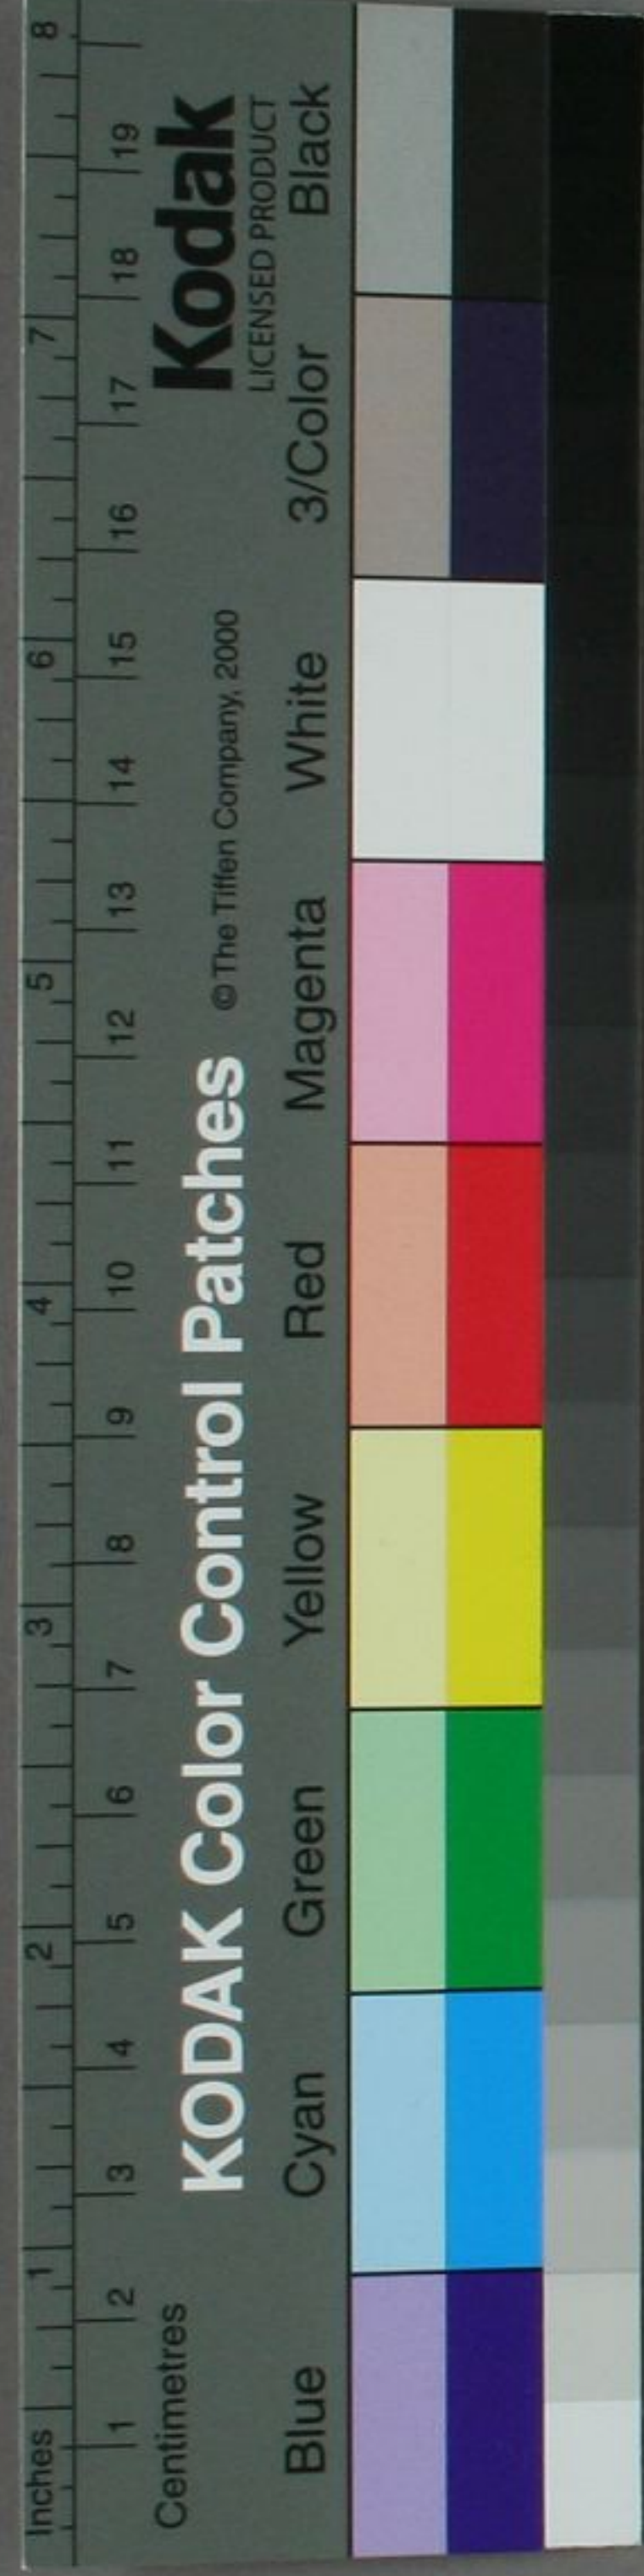 Inches 1 2 3 4 5 6 7 8
1 2 3 4 5 6 7 8 9 10 11 12 13 14 15 16 17 18 19
Centimetres
KODAK Color Control Patches © The Tiffen Company, 2000
Kodak
LICENSED PRODUCT
Blue Cyan Green Yellow Red Magenta White 3/Color Black